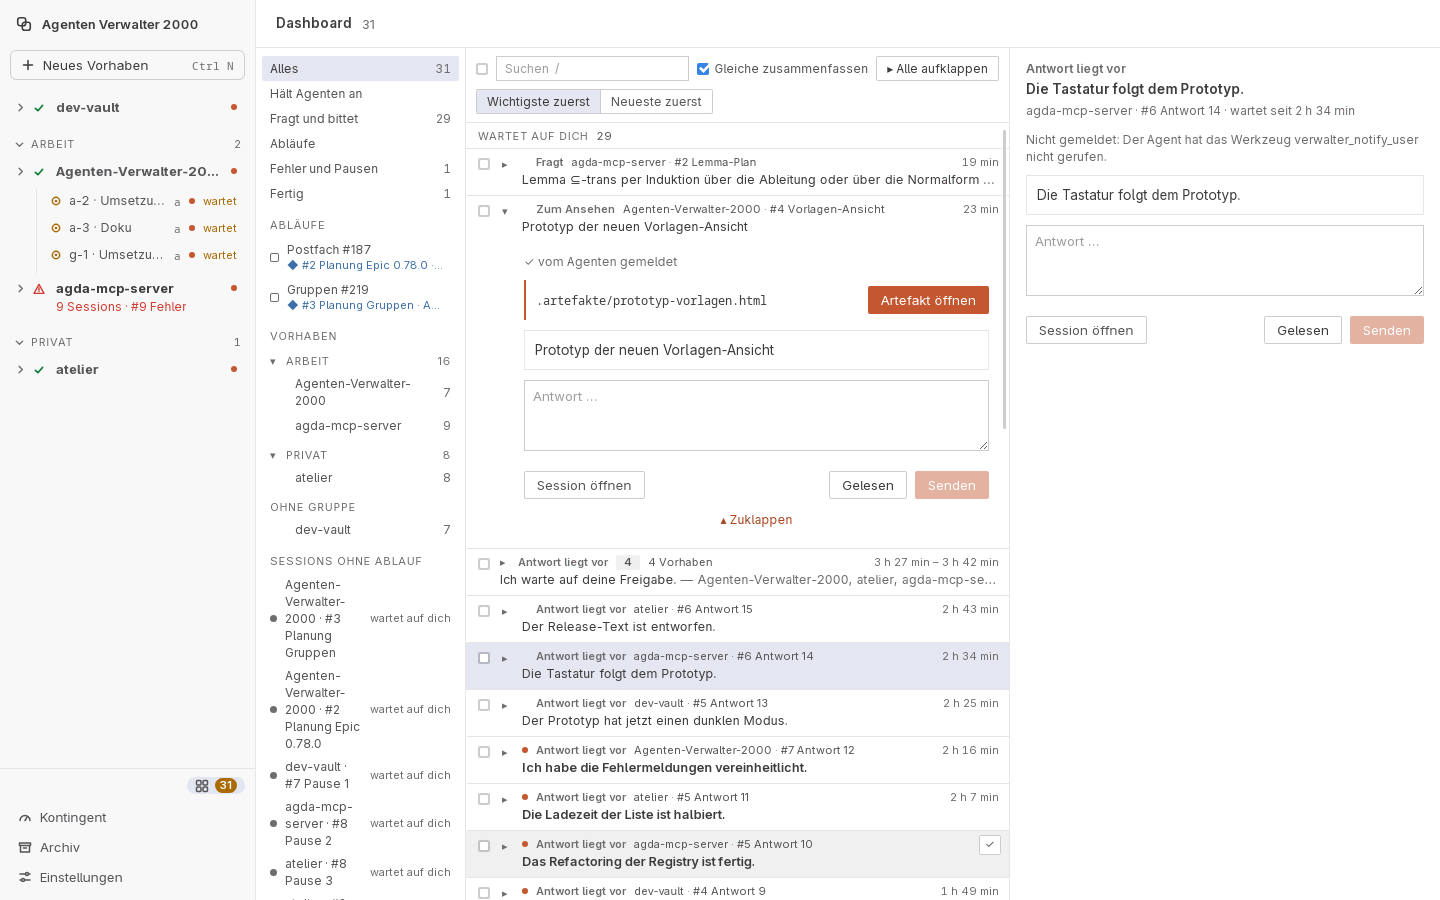 Agenten Verwalter 2000
Neues Vorhaben Ctrl N
dev-vault
ARBEIT 2
Agenten-Verwalter-20...
a-2 · Umsetzu... a wartet
a-3 · Doku a wartet
g-1 · Umsetzu... a wartet
agda-mcp-server
9 Sessions · #9 Fehler
PRIVAT 1
atelier
31
Kontingent
Archiv
Einstellungen
Dashboard 31
Alles 31
Hält Agenten an
Fragt und bittet 29
Abläufe
Fehler und Pausen 1
Fertig 1
ABLÄUFE
Postfach #187
◆ #2 Planung Epic 0.78.0 ·...
Gruppen #219
◆ #3 Planung Gruppen · A...
VORHABEN
▾ ARBEIT 16
Agenten-Verwalter-
2000 7
agda-mcp-server 9
▾ PRIVAT 8
atelier 8
OHNE GRUPPE
dev-vault 7
SESSIONS OHNE ABLAUF
Agenten-
Verwalter-
2000 · #3 wartet auf dich
Planung
Gruppen
Agenten-
Verwalter-
2000 · #2 wartet auf dich
Planung Epic
0.78.0
dev-vault ·
#7 Pause 1 wartet auf dich
agda-mcp-
server · #8 wartet auf dich
Pause 2
atelier · #8
Pause 3 wartet auf dich
Suchen /
Gleiche zusammenfassen
▸ Alle aufklappen
Wichtigste zuerst Neueste zuerst
WARTET AUF DICH 29
▸ Fragt agda-mcp-server · #2 Lemma-Plan 19 min
Lemma ⊆-trans per Induktion über die Ableitung oder über die Normalform ...
▾ Zum Ansehen Agenten-Verwalter-2000 · #4 Vorlagen-Ansicht 23 min
Prototyp der neuen Vorlagen-Ansicht
✓ vom Agenten gemeldet
.artefakte/prototyp-vorlagen.html Artefakt öffnen
Prototyp der neuen Vorlagen-Ansicht
Antwort ...
Session öffnen Gelesen Senden
▴ Zuklappen
▸ Antwort liegt vor 4 4 Vorhaben 3 h 27 min – 3 h 42 min
Ich warte auf deine Freigabe. — Agenten-Verwalter-2000, atelier, agda-mcp-se...
▸ Antwort liegt vor atelier · #6 Antwort 15 2 h 43 min
Der Release-Text ist entworfen.
▸ Antwort liegt vor agda-mcp-server · #6 Antwort 14 2 h 34 min
Die Tastatur folgt dem Prototyp.
▸ Antwort liegt vor dev-vault · #5 Antwort 13 2 h 25 min
Der Prototyp hat jetzt einen dunklen Modus.
▸ Antwort liegt vor Agenten-Verwalter-2000 · #7 Antwort 12 2 h 16 min
Ich habe die Fehlermeldungen vereinheitlicht.
▸ Antwort liegt vor atelier · #5 Antwort 11 2 h 7 min
Die Ladezeit der Liste ist halbiert.
▸ Antwort liegt vor agda-mcp-server · #5 Antwort 10 ✓
Das Refactoring der Registry ist fertig.
▸ Antwort liegt vor dev-vault · #4 Antwort 9 1 h 49 min
Antwort liegt vor
Die Tastatur folgt dem Prototyp.
agda-mcp-server · #6 Antwort 14 · wartet seit 2 h 34 min
Nicht gemeldet: Der Agent hat das Werkzeug verwalter_notify_user
nicht gerufen.
Die Tastatur folgt dem Prototyp.
Antwort ...
Session öffnen Gelesen Senden